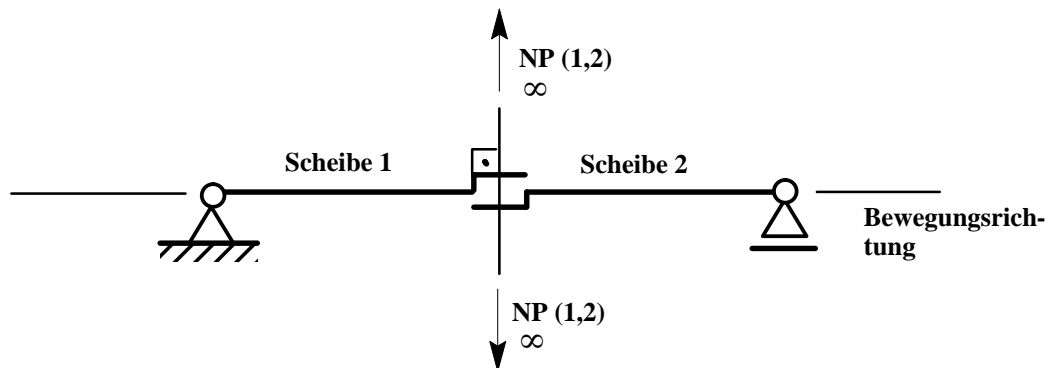 NP (1,2)
∞
Scheibe 1
Scheibe 2
Bewegungsrich-
tung
NP (1,2)
∞